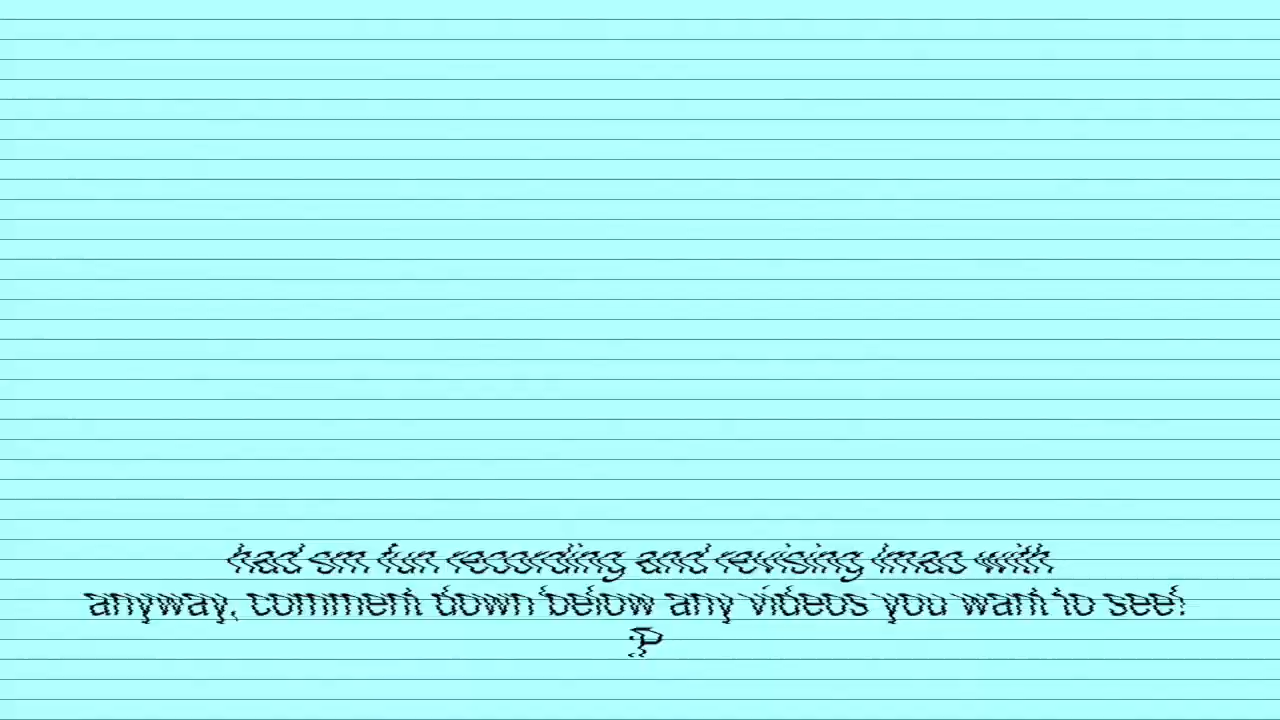 had sm fun recording and revising lmao with
anyway, comment down below any videos you want to see!
:P